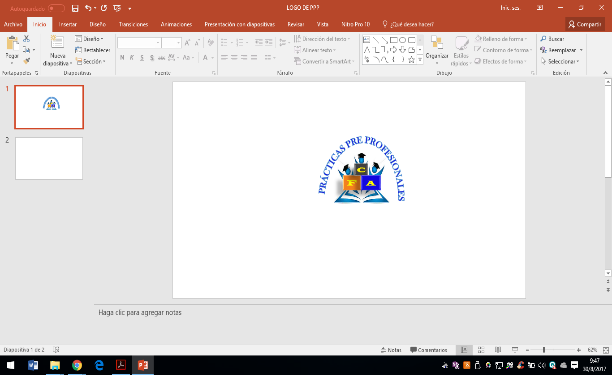 Autoguardado
LOGO DE PPP
Inic. ses.
Archivo Inicio Insertar Diseño Transiciones Animaciones Presentación con diapositivas Revisar Vista Nitro Pro 10 ¿Qué desea hacer? Compartir
Pegar
Nueva
diapositiva
Diseño
Restablecer
Sección
N K S S
Aa A
Dirección del texto
Alinear texto
Convertir a SmartArt
Organizar
Estilos
rápidos
Relleno de forma
Contorno de forma
Efectos de forma
Buscar
Reemplazar
Seleccionar
Portapapeles Diapositivas Fuente Párrafo Dibujo Edición
1
2
PRÁCTICAS PRE PROFESIONALES
C
F A
Haga clic para agregar notas
Diapositiva 1 de 2
Notas Comentarios
62%
9:47
30/8/2017